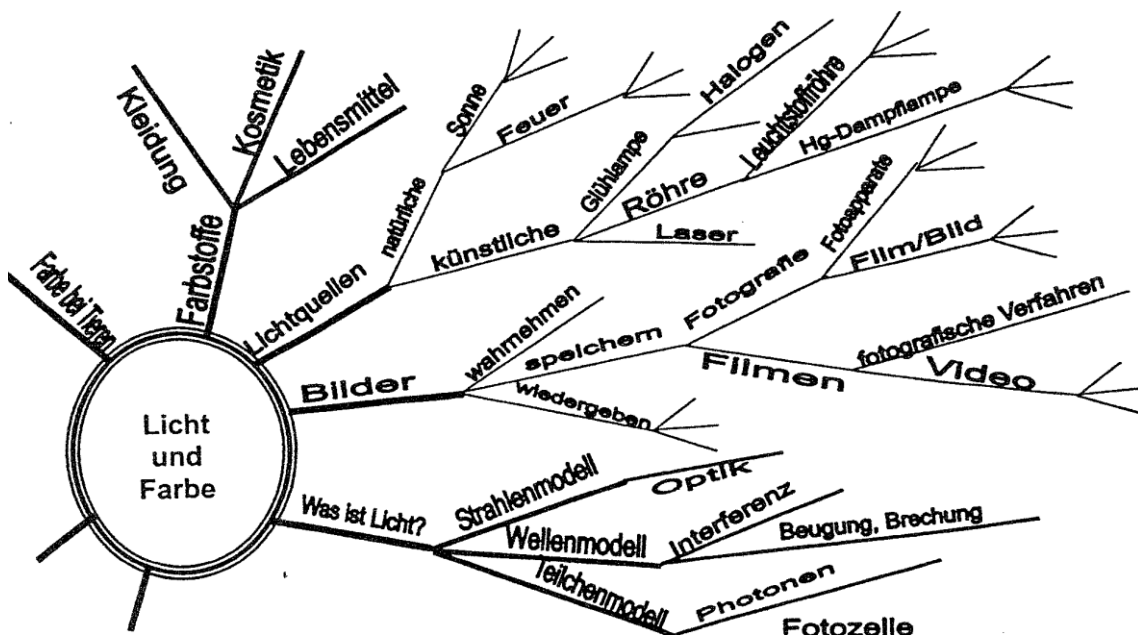 Licht
und
Farbe
Farbe bei Tieren
Farbstoffe
Kleidung
Kosmetik
Lebensmittel
Lichtquellen
natürliche
Sonne
Feuer
künstliche
Glühlampe
Halogen
Röhre
Leuchtstoffröhre
Hg-Dampflampe
Laser
Bilder
wahrnehmen
speichern
Fotografie
Fotoapparate
Film/Bild
Filmen
fotografische Verfahren
Video
wiedergeben
Was ist Licht?
Strahlenmodell
Optik
Wellenmodell
Interferenz
Beugung, Brechung
Teilchenmodell
Photonen
Fotozelle